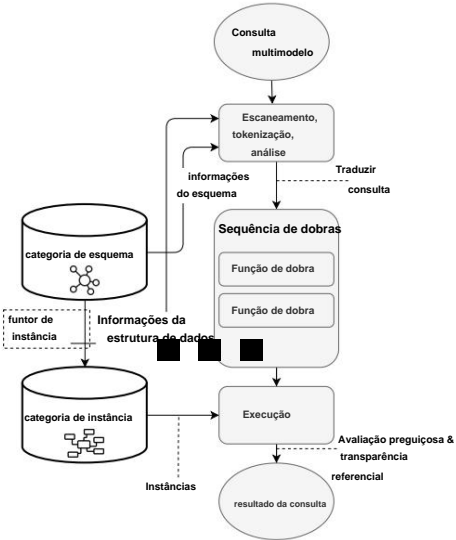 Consulta
multimodelo
Escaneamento,
tokenização,
análise
informações
do esquema
Traduzir
consulta
categoria de esquema
Sequência de dobras
Função de dobra
Função de dobra
funtor de
instância
Informações da
estrutura de dados
categoria de instância
Execução
Instâncias
Avaliação preguiçosa &
transparência
referencial
resultado da consulta